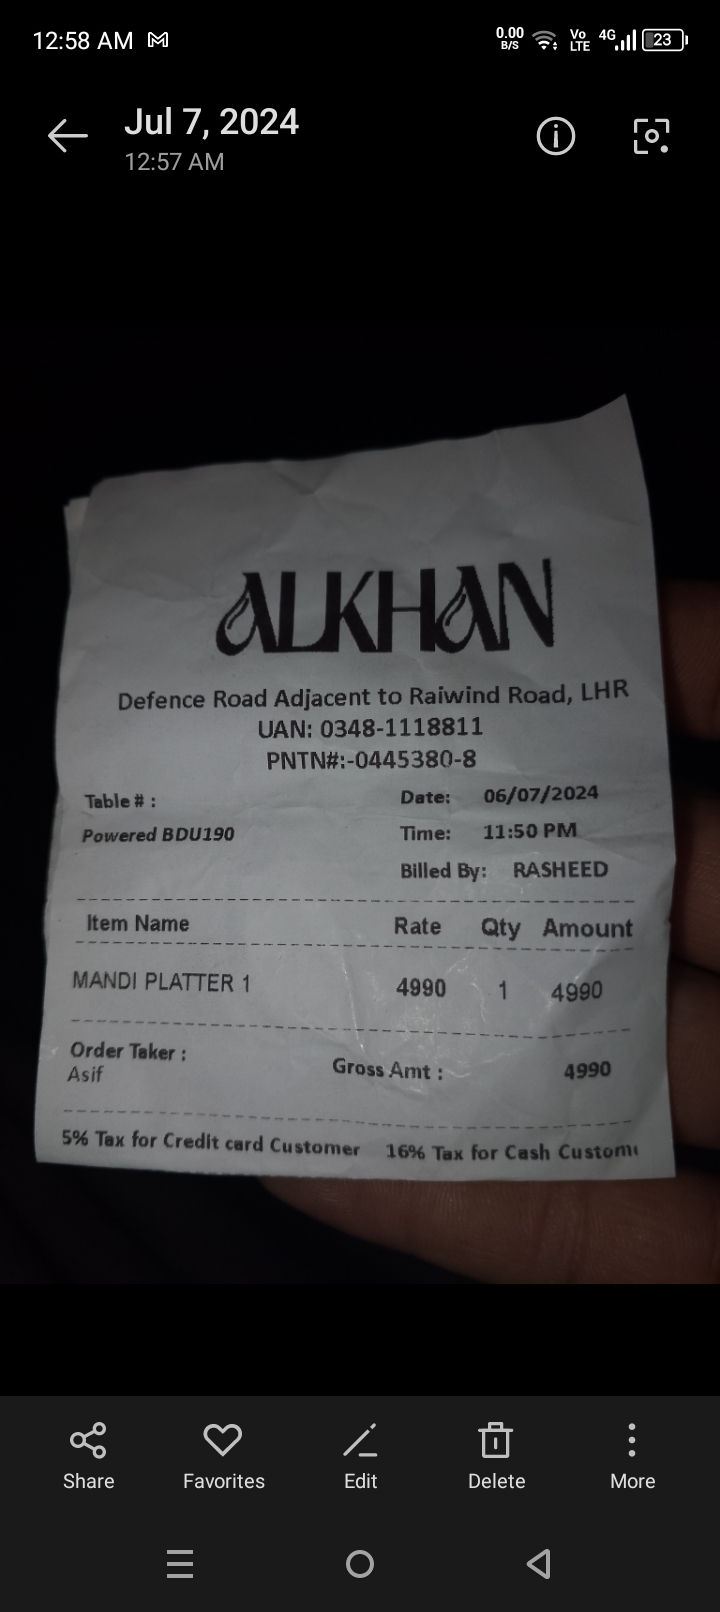 12:58 AM
0.00 B/S Vo LTE 4G 23
Jul 7, 2024
12:57 AM
ALKHAN
Defence Road Adjacent to Raiwind Road, LHR
UAN: 0348-1118811
PNTN#:-0445380-8
Table # : Date: 06/07/2024
Powered BDU190 Time: 11:50 PM
Billed By: RASHEED
Item Name Rate Qty Amount
MANDI PLATTER 1 4990 1 4990
Order Taker : Gross Amt : 4990
Asif
5% Tax for Credit card Customer 16% Tax for Cash
Share Favorites Edit Delete More